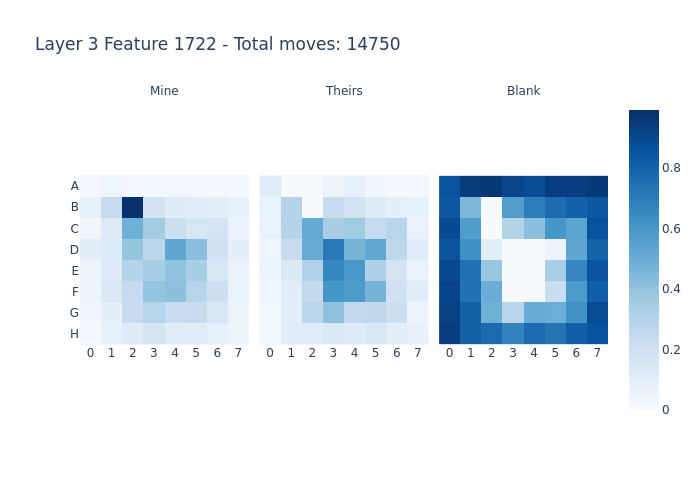 Layer 3 Feature 1722 - Total moves: 14750
Mine Theirs Blank
A
B
C
D
E
F
G
H
0 1 2 3 4 5 6 7 0 1 2 3 4 5 6 7 0 1 2 3 4 5 6 7
0.8
0.6
0.4
0.2
0